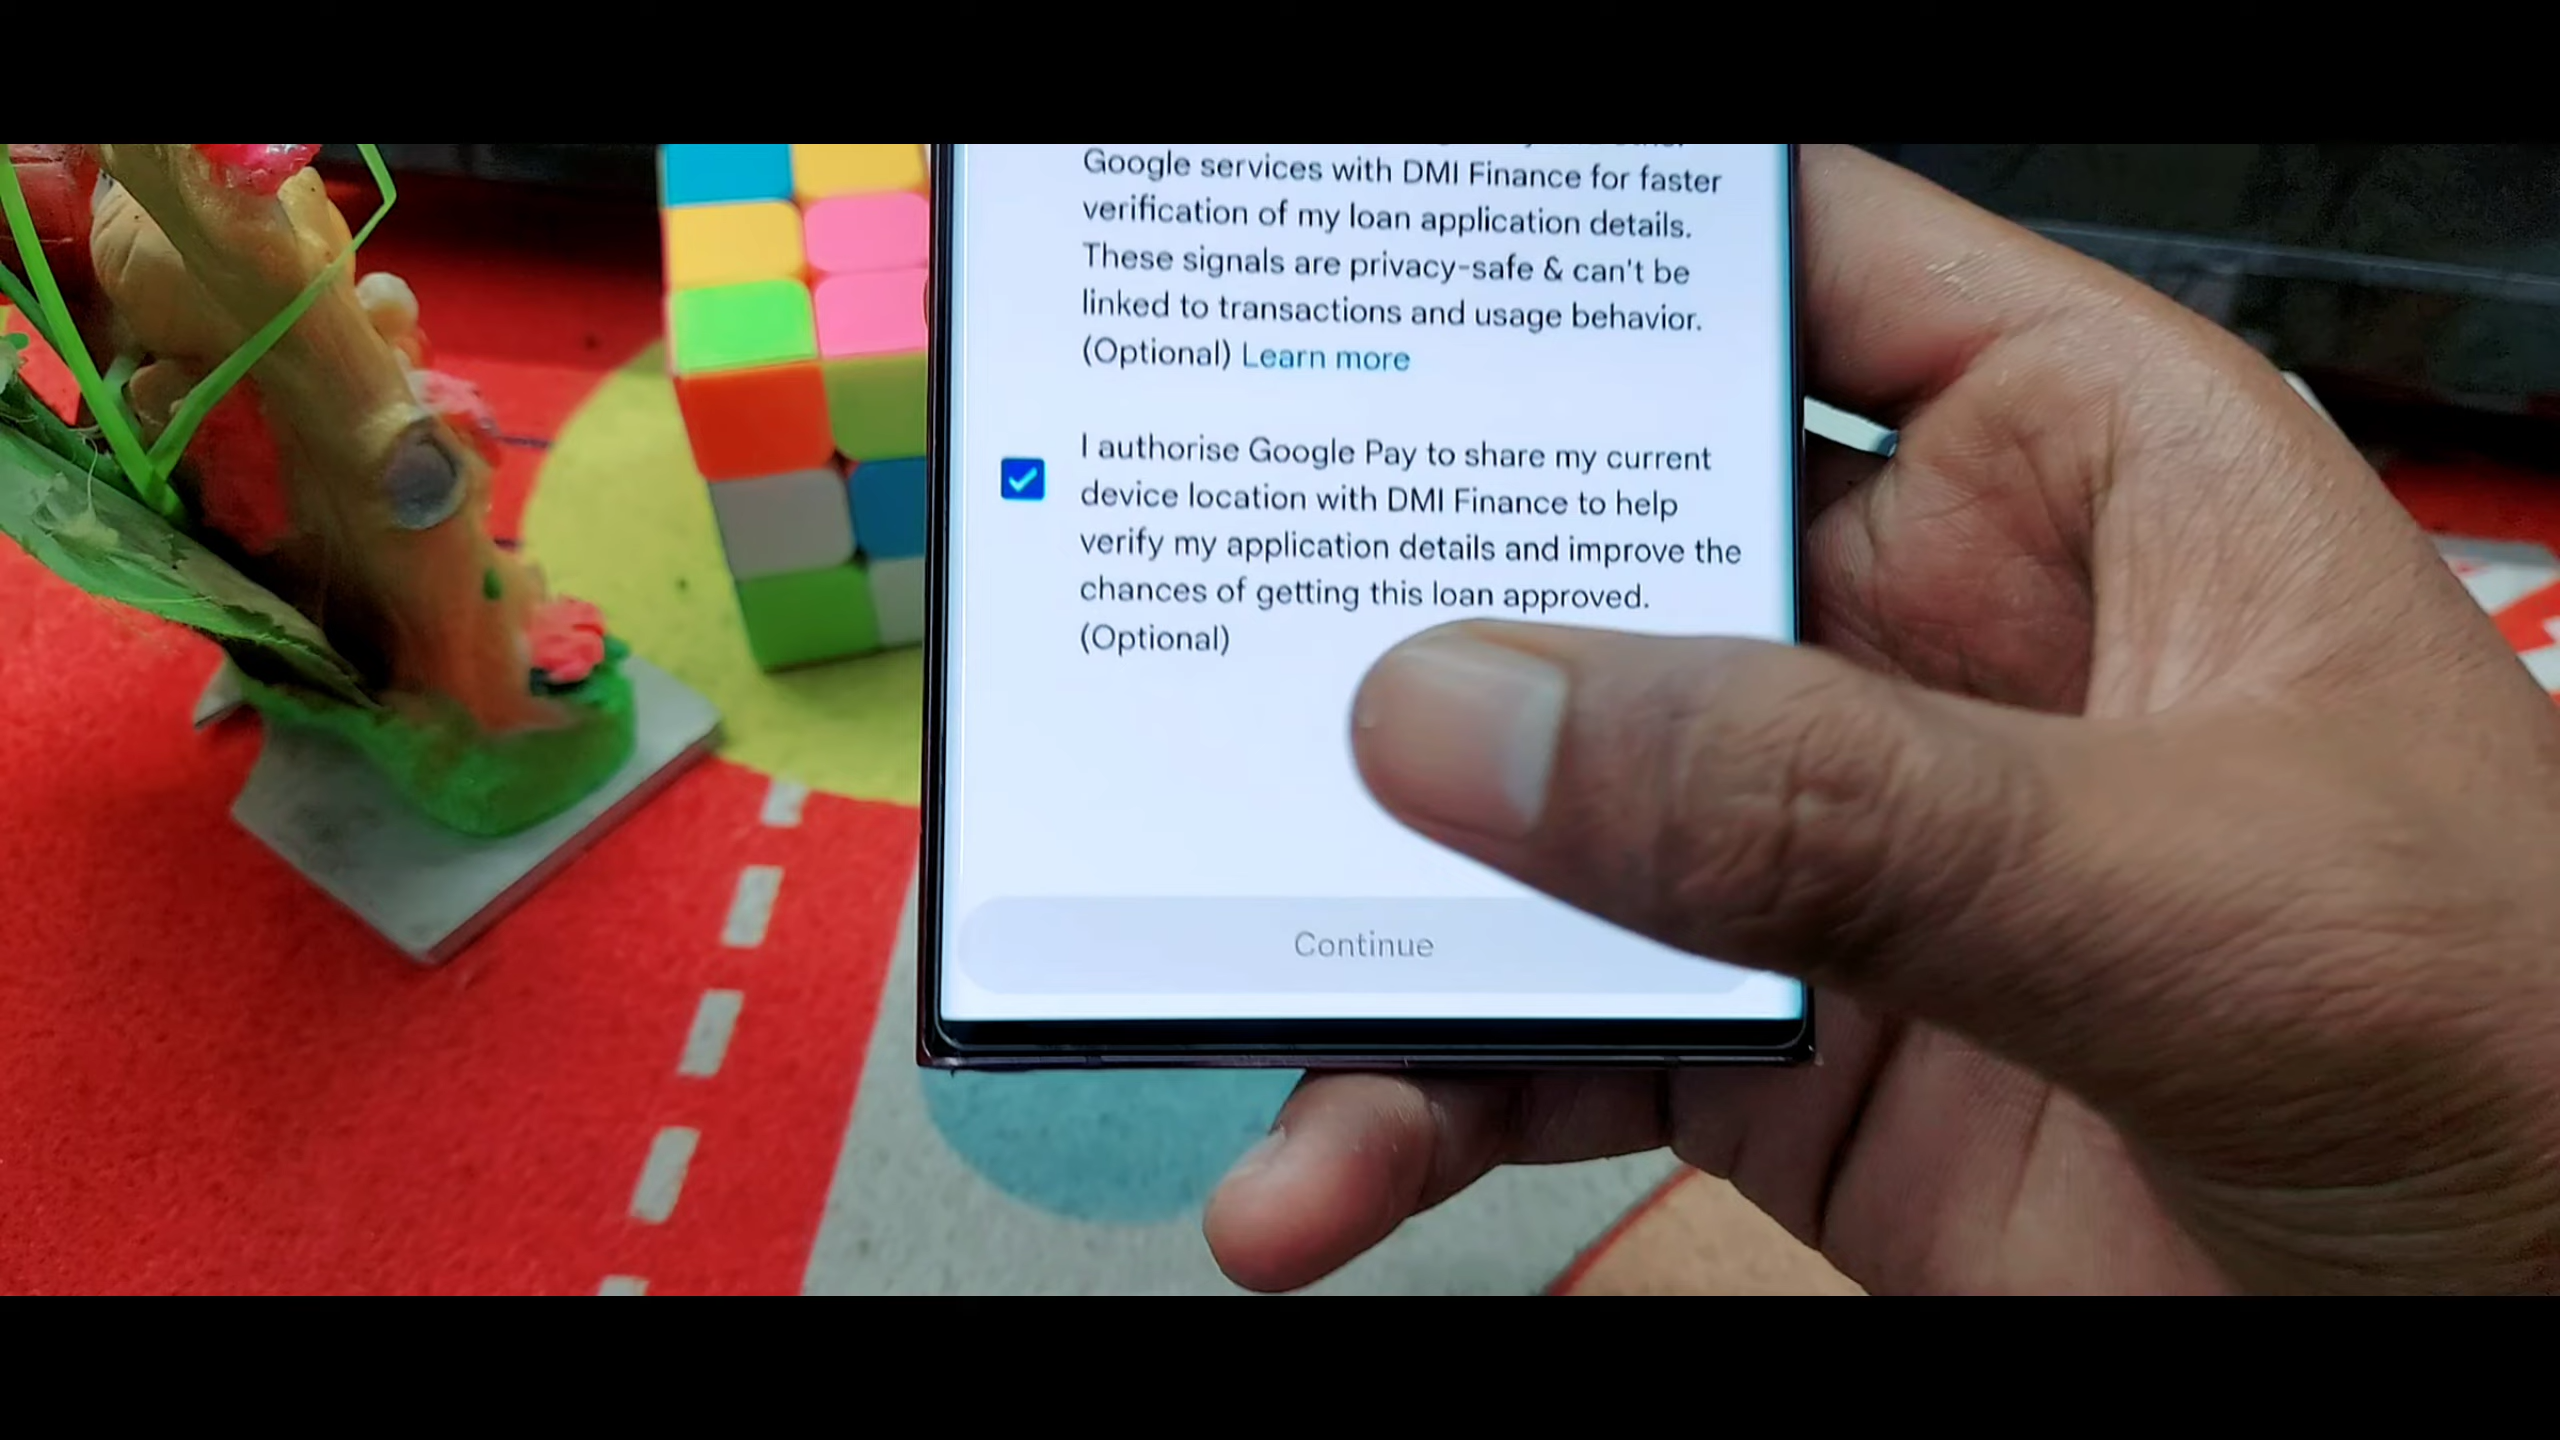 Google services with DMI Finance for faster
verification of my loan application details.
These signals are privacy-safe & can't be
linked to transactions and usage behavior.
(Optional) Learn more
I authorise Google Pay to share my current
device location with DMI Finance to help
verify my application details and improve the
chances of getting this loan approved.
(Optional)
Continue